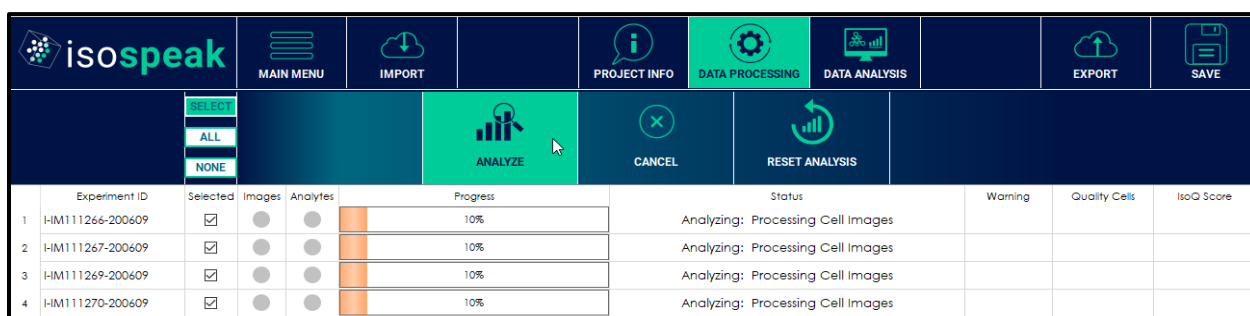 isospeak
MAIN MENU
IMPORT
PROJECT INFO
DATA PROCESSING
DATA ANALYSIS
EXPORT
SAVE
SELECT
ALL
NONE
ANALYZE
CANCEL
RESET ANALYSIS
Experiment ID Selected Images Analytes Progress Status Warning Quality Cells IsoQ Score
1 I-IM111266-200609 10% Analyzing: Processing Cell Images
2 I-IM111267-200609 10% Analyzing: Processing Cell Images
3 I-IM111269-200609 10% Analyzing: Processing Cell Images
4 I-IM111270-200609 10% Analyzing: Processing Cell Images